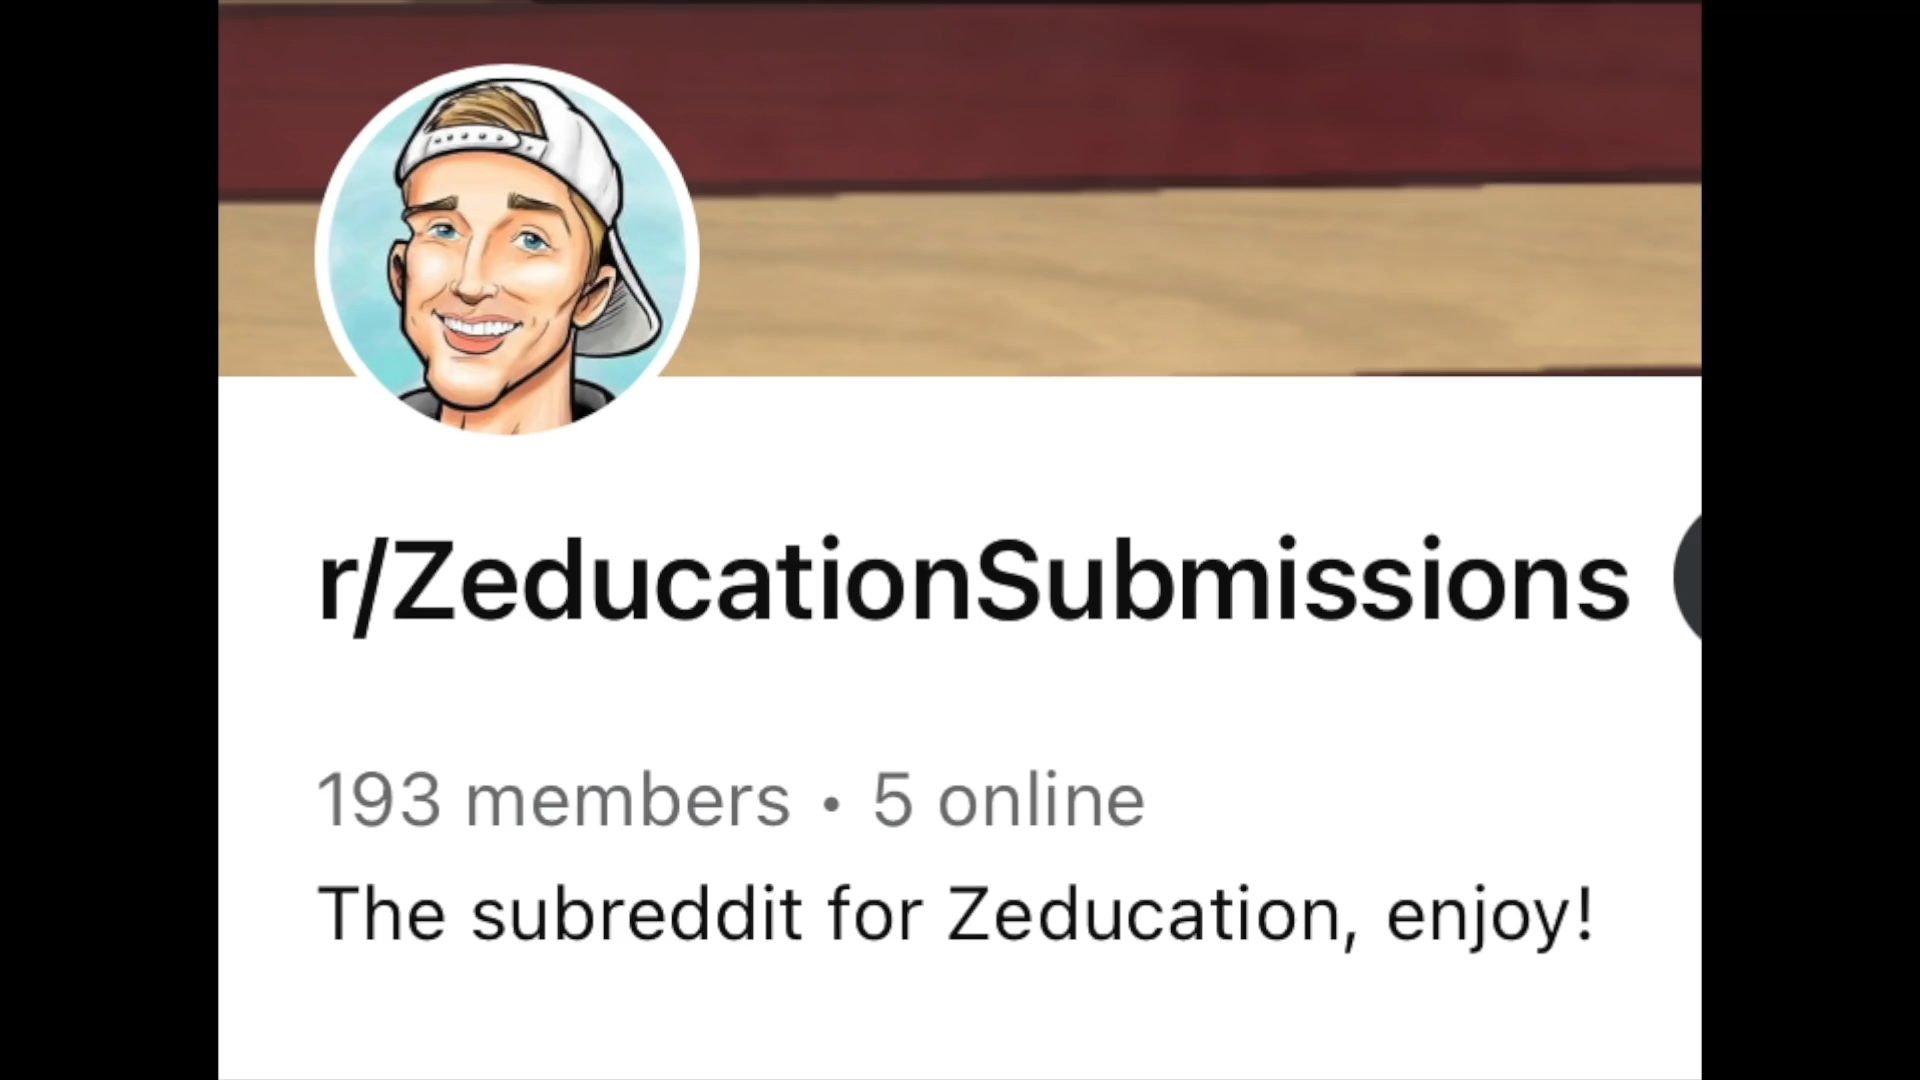 r/ZeducationSubmissions
193 members • 5 online
The subreddit for Zeducation, enjoy!